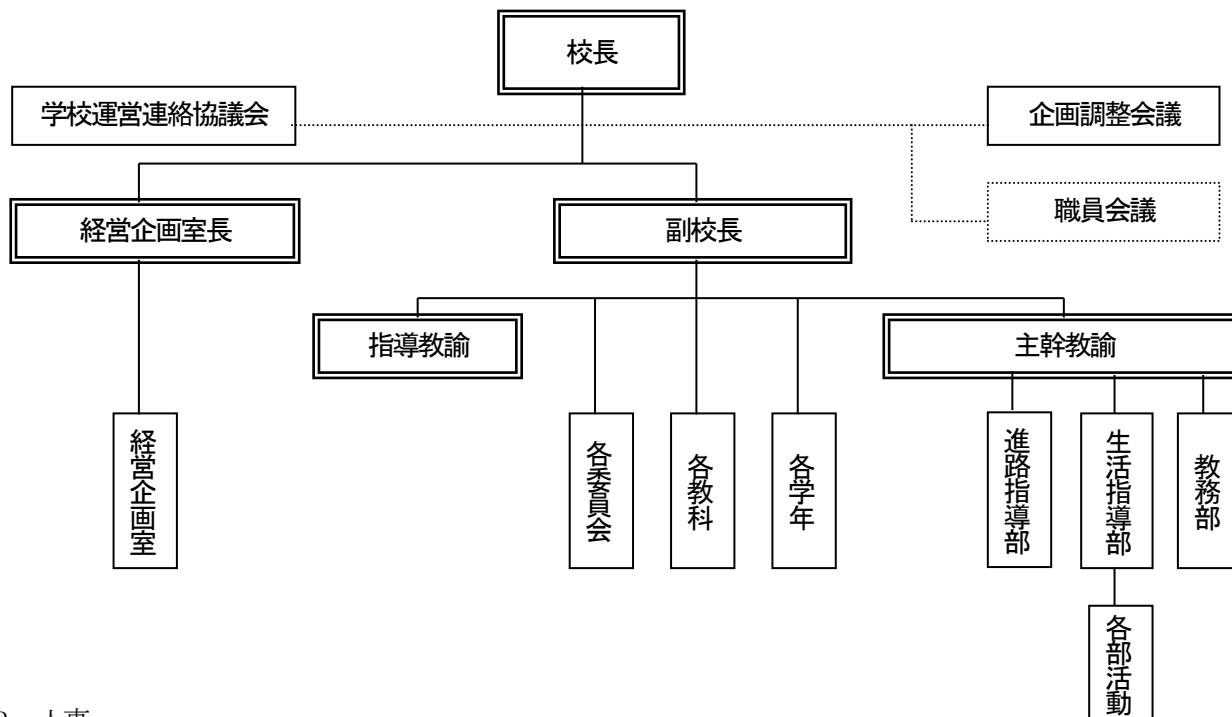 校長
学校運営連絡協議会
企画調整会議
職員会議
経営企画室長
副校長
指導教諭
主幹教諭
経営企画室
各委員会
各教科
各学年
進路指導部
生活指導部
教務部
各部活動